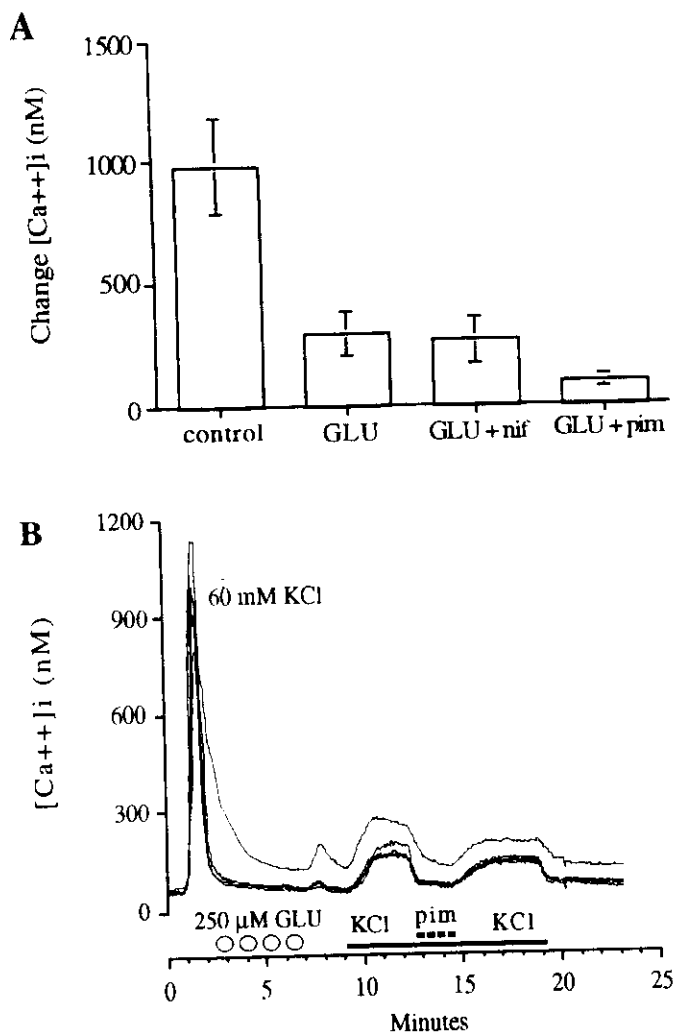 A
1500
1000
500
0
Change [Ca++]i (nM)
control GLU GLU+nif GLU+pim
B
1200
900
600
300
0
[Ca++]i (nM)
60 mM KCl
250 µM GLU KCl pim KCl
0 5 10 15 20 25
Minutes